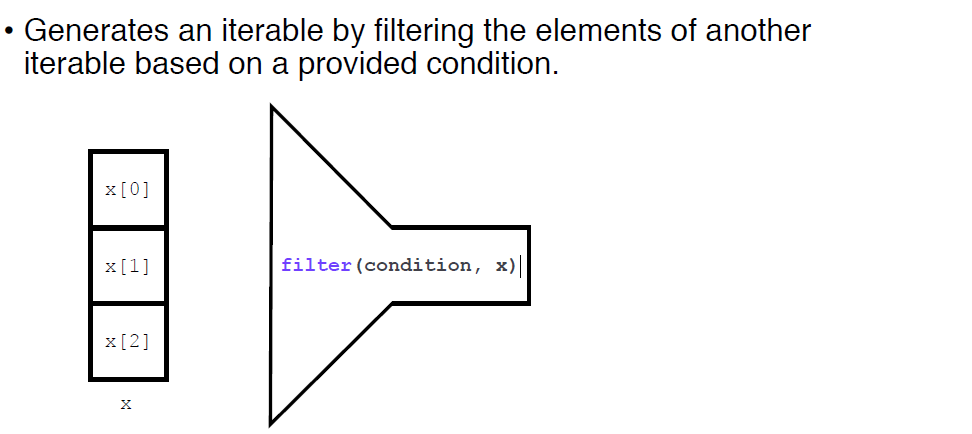 • Generates an iterable by filtering the elements of another
iterable based on a provided condition.
x[0]
x[1]
x[2]
x
filter(condition, x)